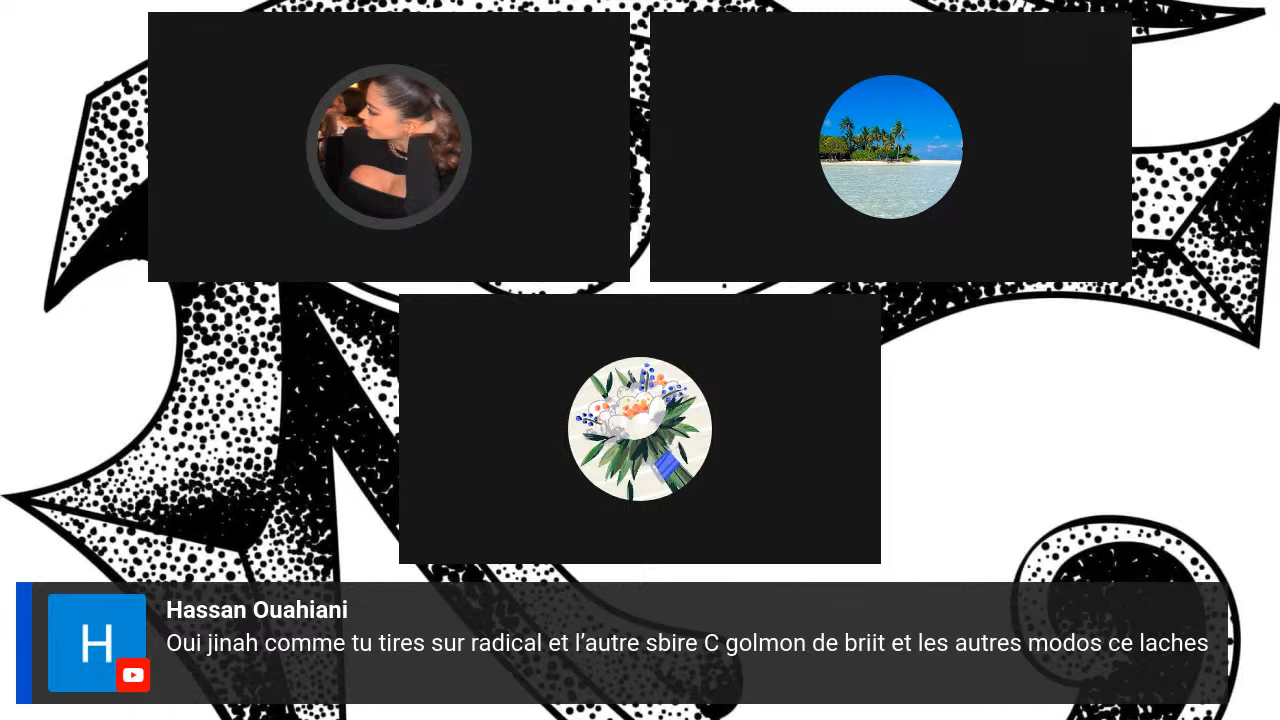 H
Hassan Ouahiani
Oui jinah comme tu tires sur radical et l’autre sbire C golmon de briit et les autres modos ce laches